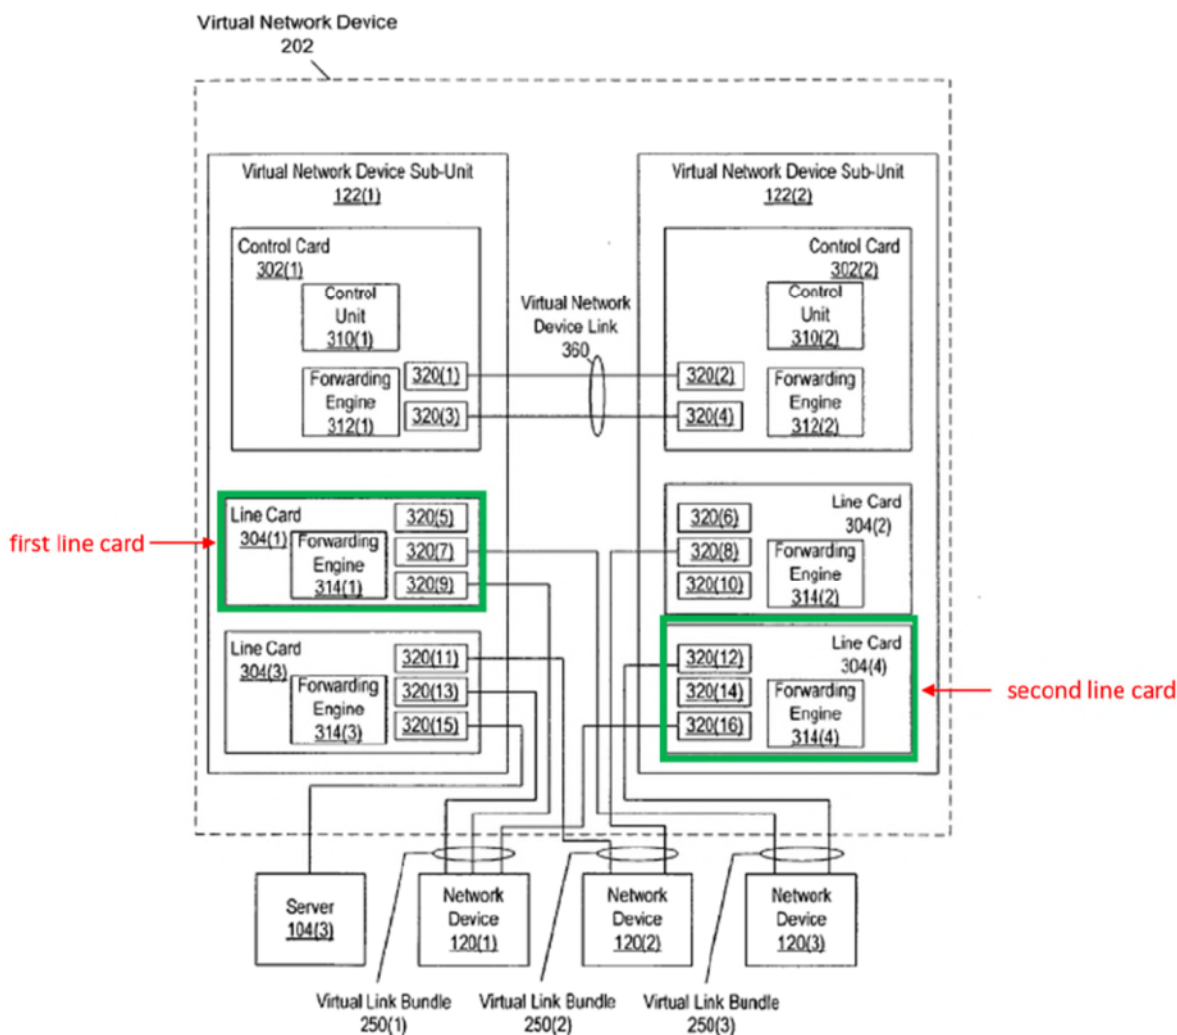 Virtual Network Device
202
Virtual Network Device Sub-Unit
122(1)
Control Card
302(1)
Control
Unit
310(1)
Forwarding
Engine
312(1)
320(1)
320(3)
Virtual Network
Device Link
360
Virtual Network Device Sub-Unit
122(2)
Control Card
302(2)
Control
Unit
310(2)
320(2)
320(4)
Forwarding
Engine
312(2)
first line card
Line Card
304(1)
Forwarding
Engine
314(1)
320(5)
320(7)
320(9)
Line Card
304(2)
320(6)
320(8)
320(10)
Forwarding
Engine
314(2)
Line Card
304(3)
Forwarding
Engine
314(3)
320(11)
320(13)
320(15)
Line Card
304(4)
320(12)
320(14)
320(16)
Forwarding
Engine
314(4)
second line card
Server
104(3)
Network
Device
120(1)
Network
Device
120(2)
Network
Device
120(3)
Virtual Link Bundle
250(1)
Virtual Link Bundle
250(2)
Virtual Link Bundle
250(3)